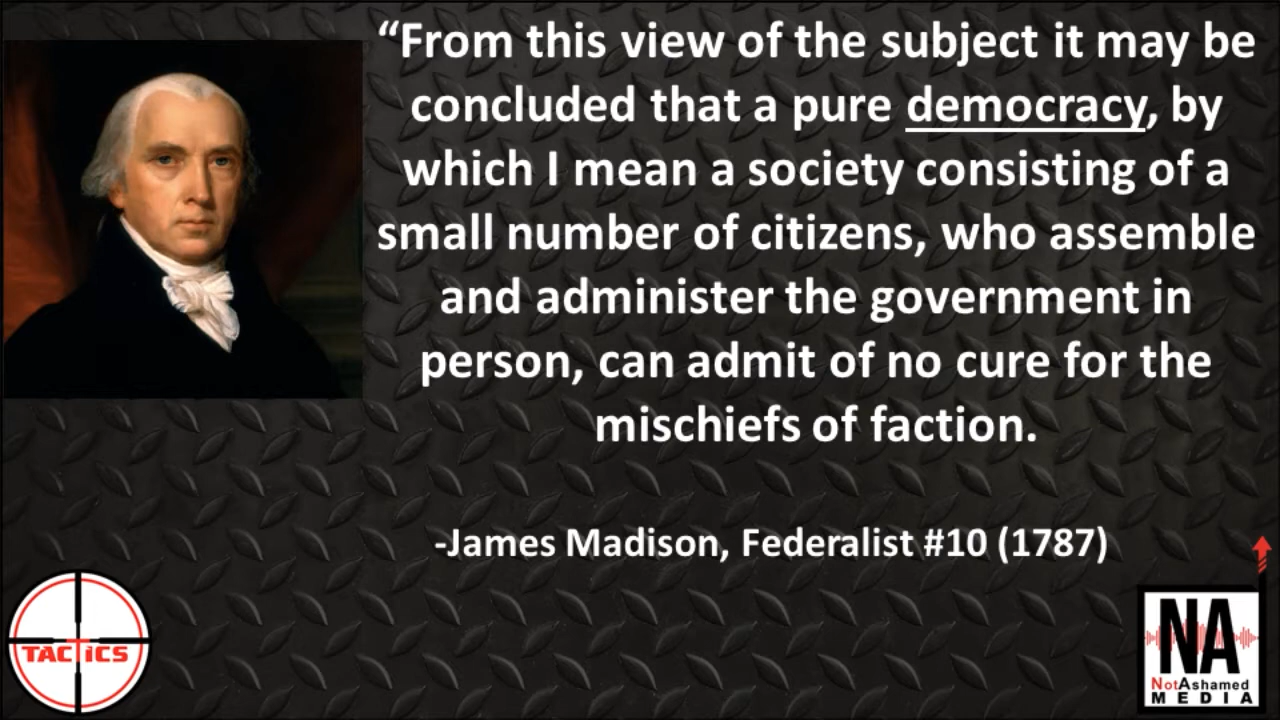 “From this view of the subject it may be
concluded that a pure democracy, by
which I mean a society consisting of a
small number of citizens, who assemble
and administer the government in
person, can admit of no cure for the
mischiefs of faction.
-James Madison, Federalist #10 (1787)
TACTICS
NA
NotAshamed
MEDIA